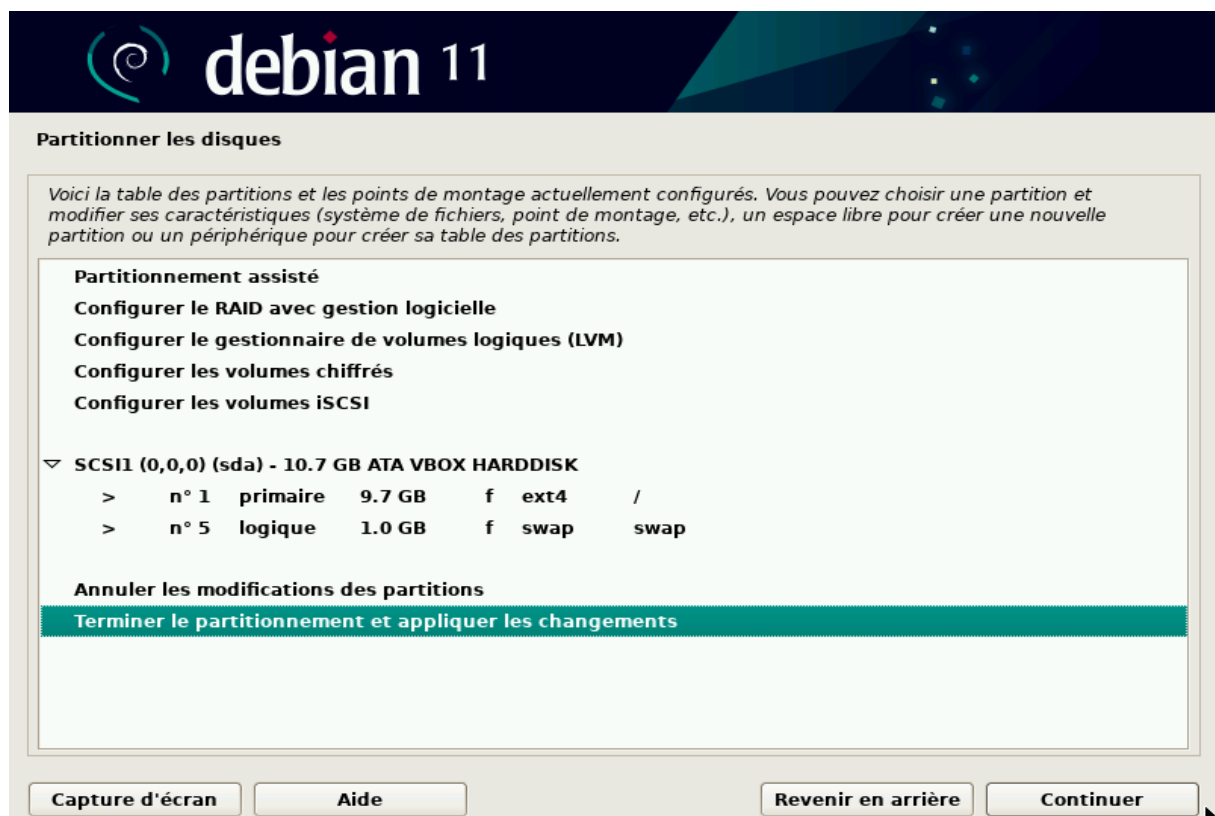 debian 11
Partitionner les disques
Voici la table des partitions et les points de montage actuellement configurés. Vous pouvez choisir une partition et
modifier ses caractéristiques (système de fichiers, point de montage, etc.), un espace libre pour créer une nouvelle
partition ou un périphérique pour créer sa table des partitions.
Partitionnement assisté
Configurer le RAID avec gestion logicielle
Configurer le gestionnaire de volumes logiques (LVM)
Configurer les volumes chiffrés
Configurer les volumes iSCSI
SCSI1 (0,0,0) (sda) - 10.7 GB ATA VBOX HARDDISK
> n° 1 primaire 9.7 GB f ext4 /
> n° 5 logique 1.0 GB f swap swap
Annuler les modifications des partitions
Terminer le partitionnement et appliquer les changements
Capture d'écran Aide Revenir en arrière Continuer